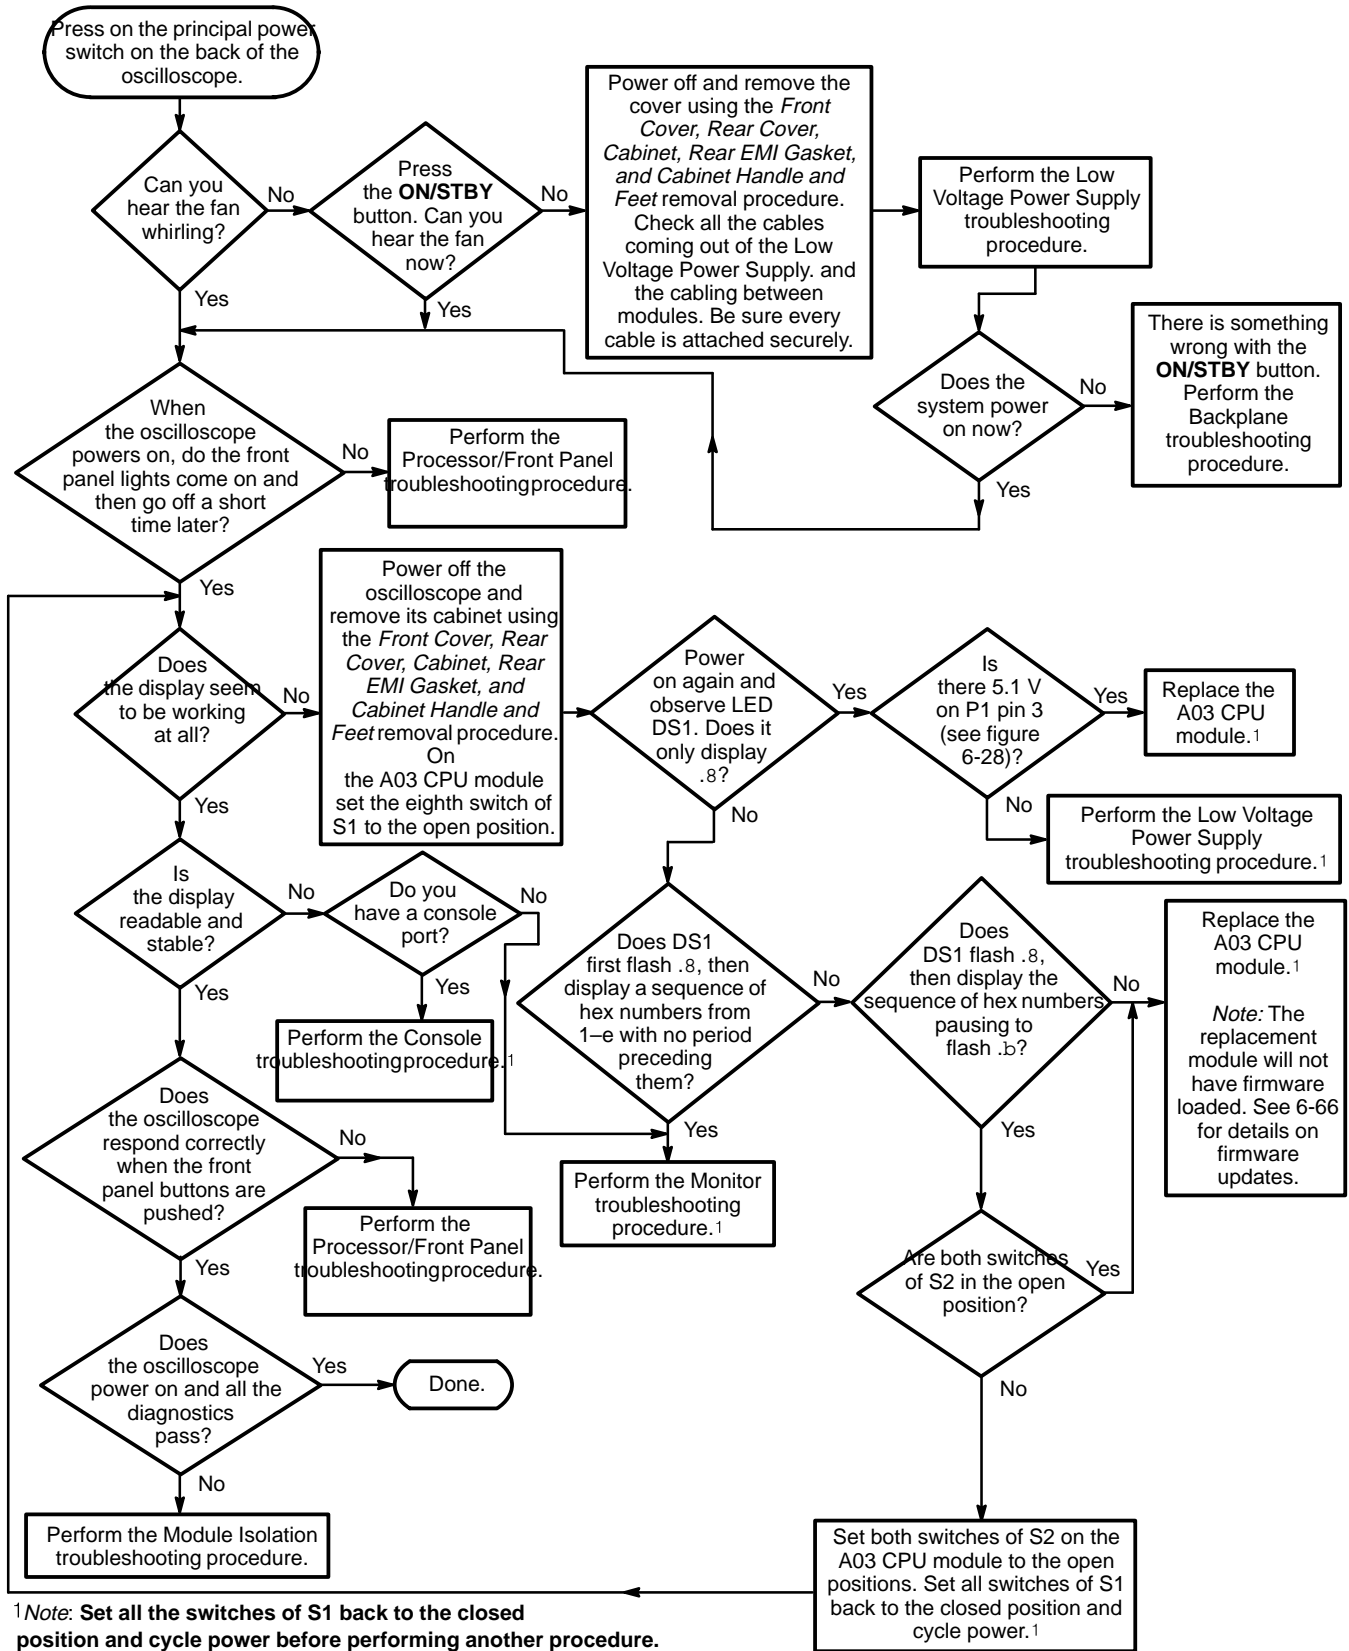 Press on the principal power
switch on the back of the
oscilloscope.
Can you
hear the fan
whirling?
No
Yes
Press
the ON/STBY
button. Can you
hear the fan
now?
No
Yes
Power off and remove the
cover using the Front
Cover, Rear Cover,
Cabinet, Rear EMI Gasket,
and Cabinet Handle and
Feet removal procedure.
Check all the cables
coming out of the Low
Voltage Power Supply. and
the cabling between
modules. Be sure every
cable is attached securely.
Perform the Low
Voltage Power Supply
troubleshooting
procedure.
Does the
system power
on now?
No
Yes
There is something
wrong with the
ON/STBY button.
Perform the
Backplane
troubleshooting
procedure.
When
the oscilloscope
powers on, do the front
panel lights come on and
then go off a short
time later?
No
Yes
Perform the
Processor/Front Panel
troubleshooting procedure.
Does
the display seem
to be working
at all?
No
Yes
Power off the
oscilloscope and
remove its cabinet using
the Front Cover, Rear
Cover, Cabinet, Rear
EMI Gasket, and
Cabinet Handle and
Feet removal procedure.
On
the A03 CPU module
set the eighth switch of
S1 to the open position.
Power
on again and
observe LED
DS1. Does it
only display
.8?
Yes
No
Is
there 5.1 V
on P1 pin 3
(see figure
6-28)?
Yes
No
Replace the
A03 CPU
module.1
Perform the Low Voltage
Power Supply
troubleshooting procedure.1
Is
the display
readable and
stable?
No
Yes
Do you
have a console
port?
No
Yes
Perform the Console
troubleshooting procedure.1
Does DS1
first flash .8, then
display a sequence of
hex numbers from
1–e with no period
preceding
them?
No
Yes
Perform the Monitor
troubleshooting
procedure.1
Does
DS1 flash .8,
then display the
sequence of hex numbers
pausing to
flash .b?
No
Yes
Replace the
A03 CPU
module.1
Note: The
replacement
module will not
have firmware
loaded. See 6-66
for details on
firmware
updates.
Are both switches
of S2 in the open
position?
Yes
No
Does
the oscilloscope
respond correctly
when the front
panel buttons are
pushed?
No
Yes
Perform the
Processor/Front Panel
troubleshooting procedure.
Does
the oscilloscope
power on and all the
diagnostics
pass?
Yes
No
Done.
Perform the Module Isolation
troubleshooting procedure.
Set both switches of S2 on the
A03 CPU module to the open
positions. Set all switches of S1
back to the closed position and
cycle power.1
1 Note: Set all the switches of S1 back to the closed
position and cycle power before performing another procedure.